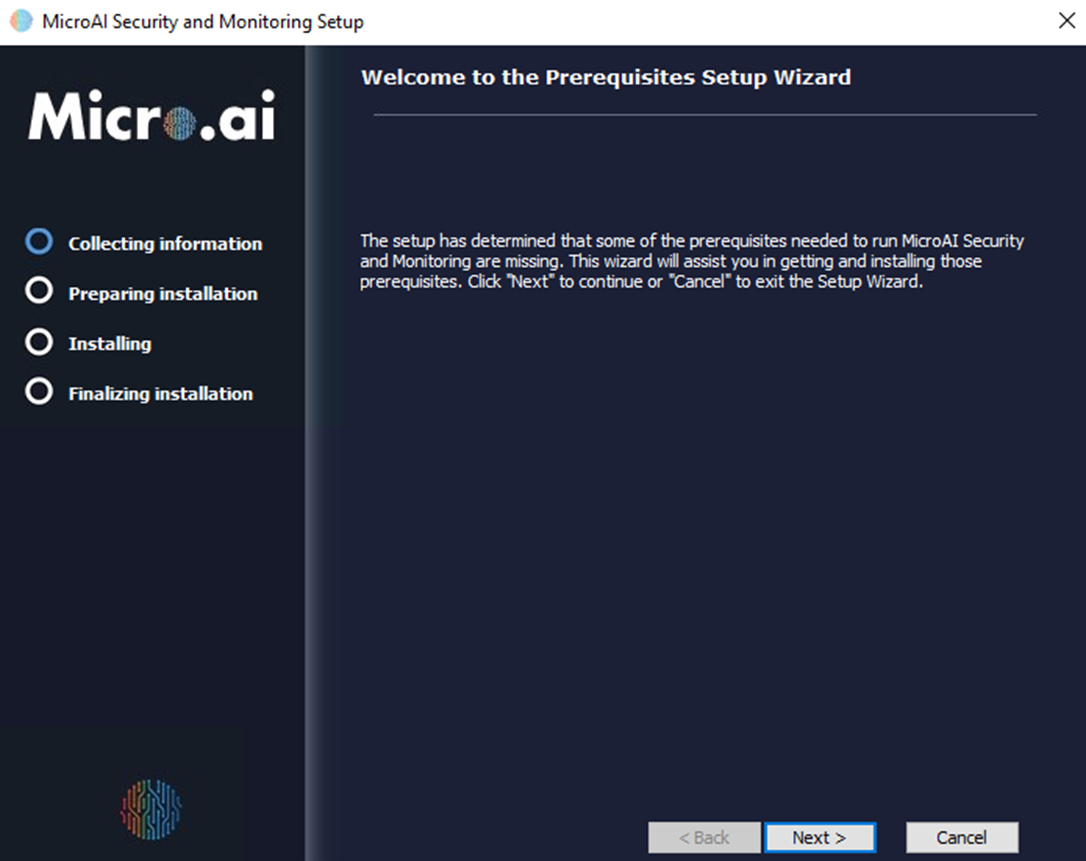 MicroAI Security and Monitoring Setup
Micro.ai
Collecting information
Preparing installation
Installing
Finalizing installation
Welcome to the Prerequisites Setup Wizard
The setup has determined that some of the prerequisites needed to run MicroAI Security
and Monitoring are missing. This wizard will assist you in getting and installing those
prerequisites. Click "Next" to continue or "Cancel" to exit the Setup Wizard.
< Back
Next >
Cancel